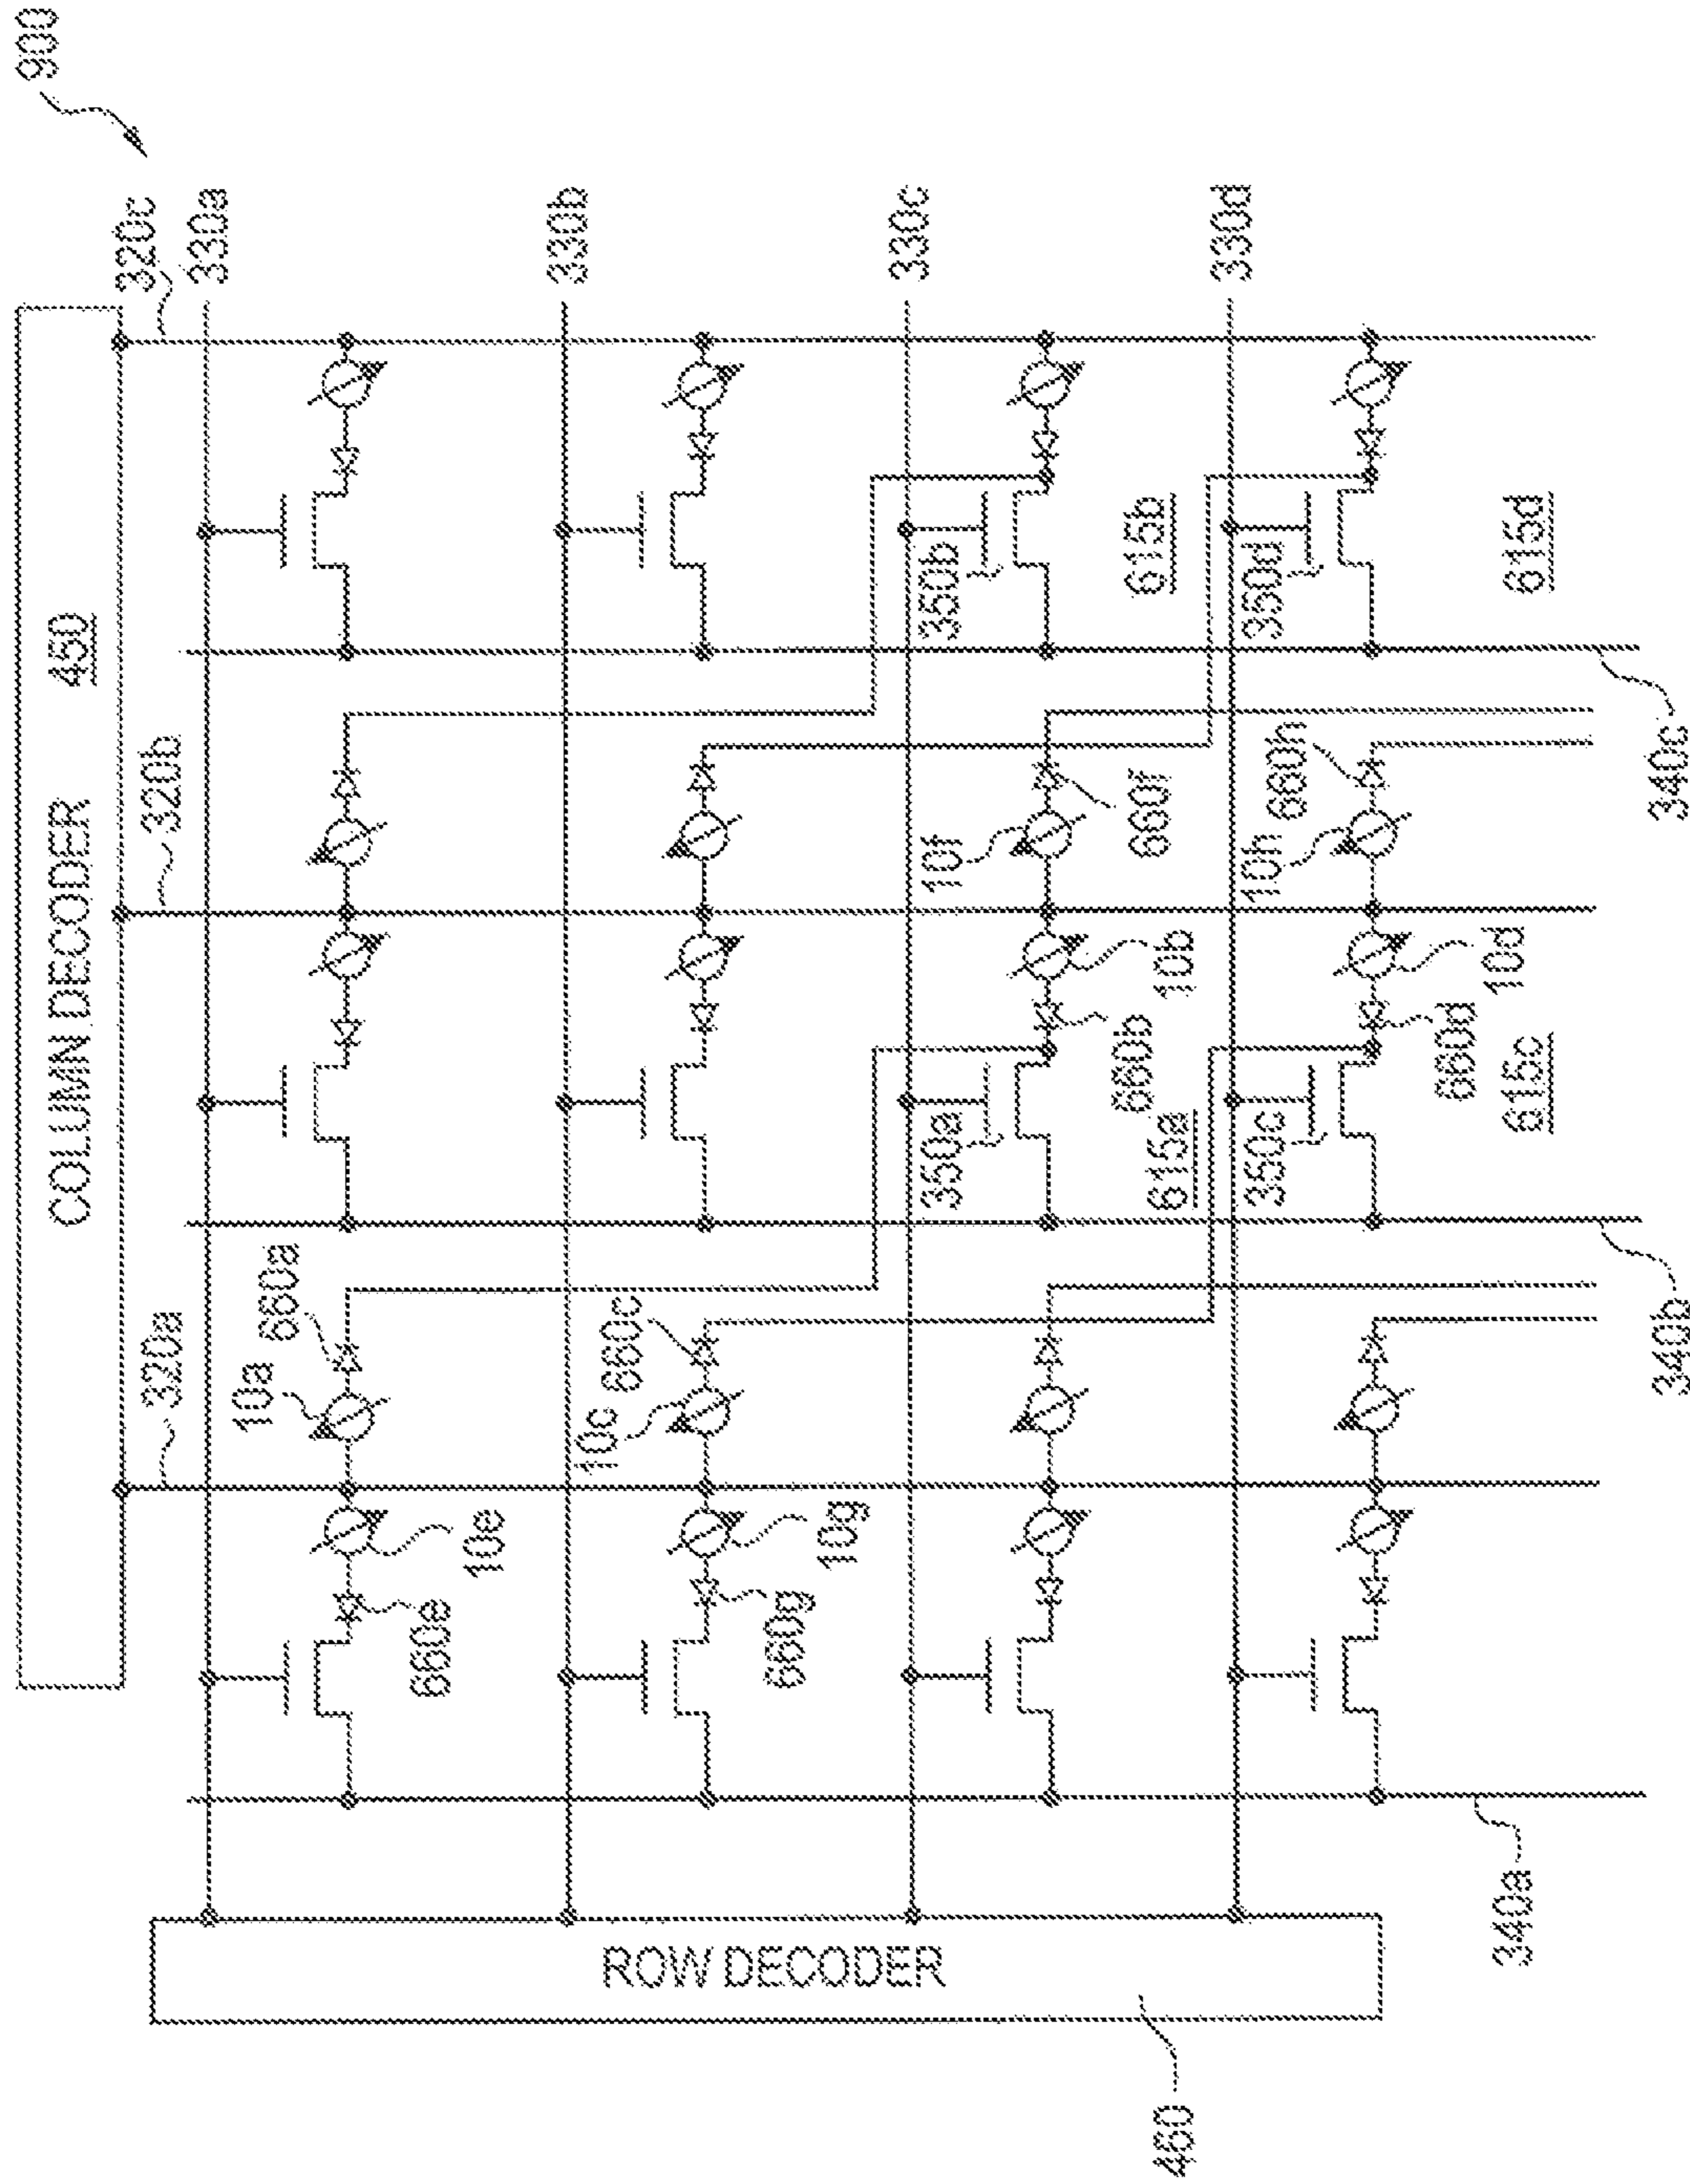 900
COLUMN DECODER 450
320a
320b
320c
330a
330b
330c
330d
10a
660a
10e
660e
10c
660c
10g
660g
350a
615a
660b
10b
10f
660f
350b
615b
350c
615c
660d
10d
10h
660h
350d
615d
340a
340b
340c
ROW DECODER
460